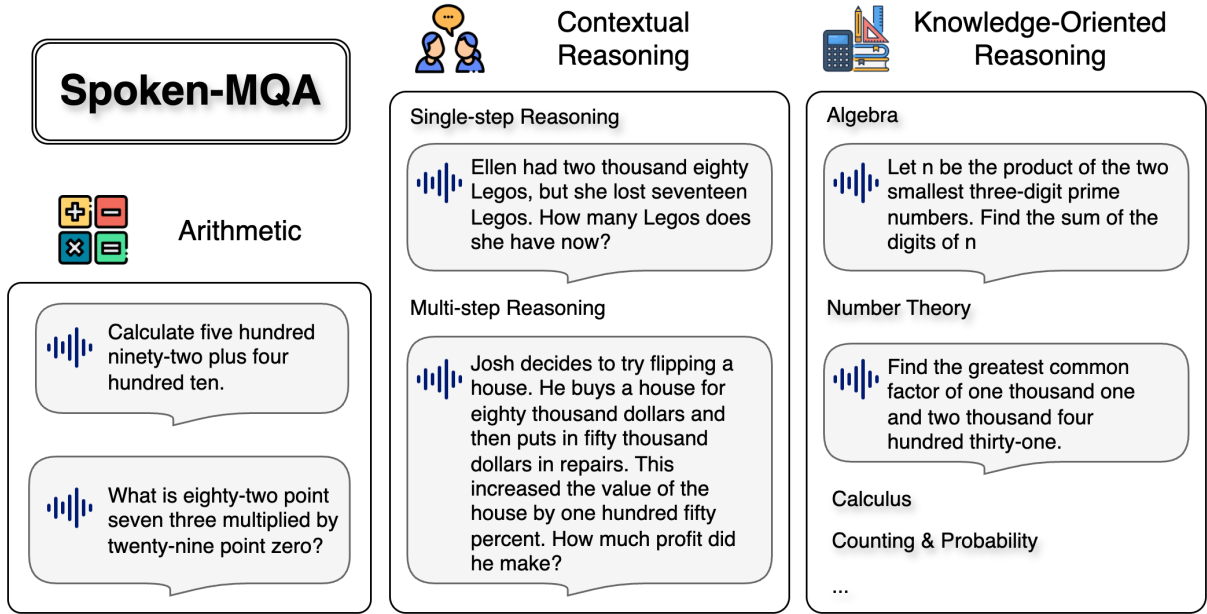 Spoken-MQA
Arithmetic
Calculate five hundred
ninety-two plus four
hundred ten.
What is eighty-two point
seven three multiplied by
twenty-nine point zero?
Contextual
Reasoning
Single-step Reasoning
Ellen had two thousand eighty
Legos, but she lost seventeen
Legos. How many Legos does
she have now?
Multi-step Reasoning
Josh decides to try flipping a
house. He buys a house for
eighty thousand dollars and
then puts in fifty thousand
dollars in repairs. This
increased the value of the
house by one hundred fifty
percent. How much profit did
he make?
Knowledge-Oriented
Reasoning
Algebra
Let n be the product of the two
smallest three-digit prime
numbers. Find the sum of the
digits of n
Number Theory
Find the greatest common
factor of one thousand one
and two thousand four
hundred thirty-one.
Calculus
Counting & Probability
...